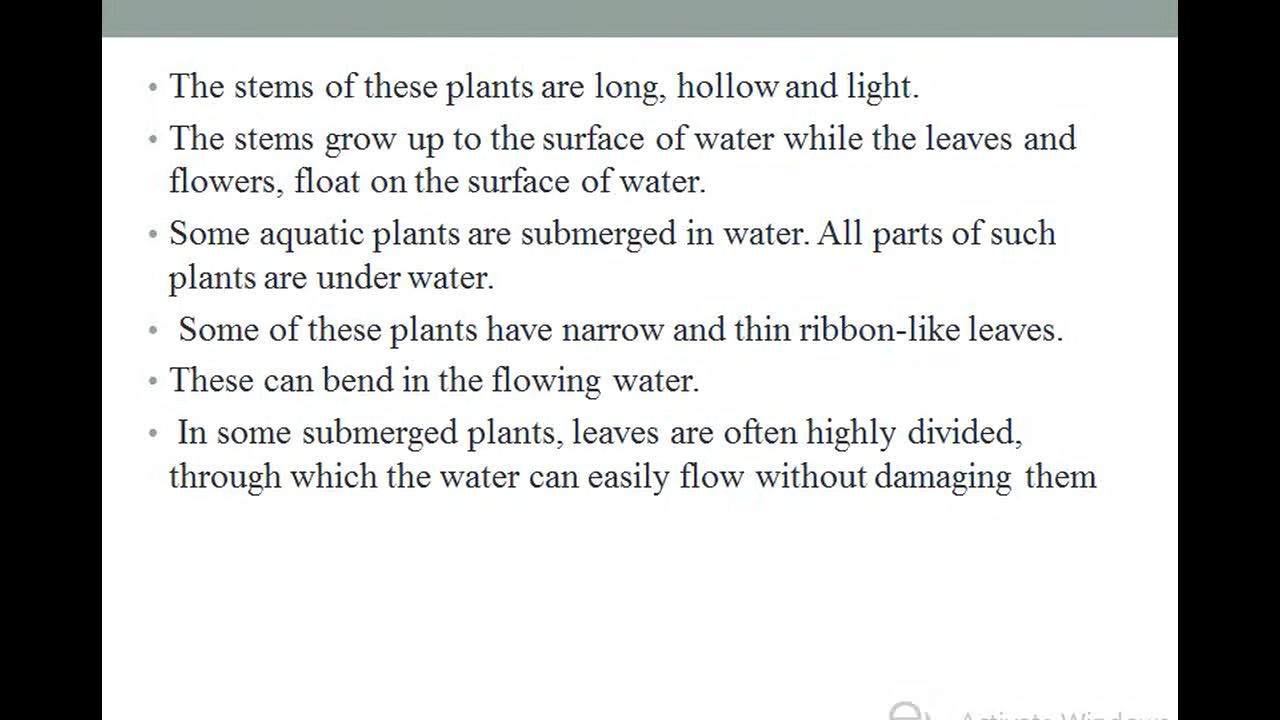 • The stems of these plants are long, hollow and light.
• The stems grow up to the surface of water while the leaves and
flowers, float on the surface of water.
• Some aquatic plants are submerged in water. All parts of such
plants are under water.
• Some of these plants have narrow and thin ribbon-like leaves.
• These can bend in the flowing water.
• In some submerged plants, leaves are often highly divided,
through which the water can easily flow without damaging them
Activate Windows